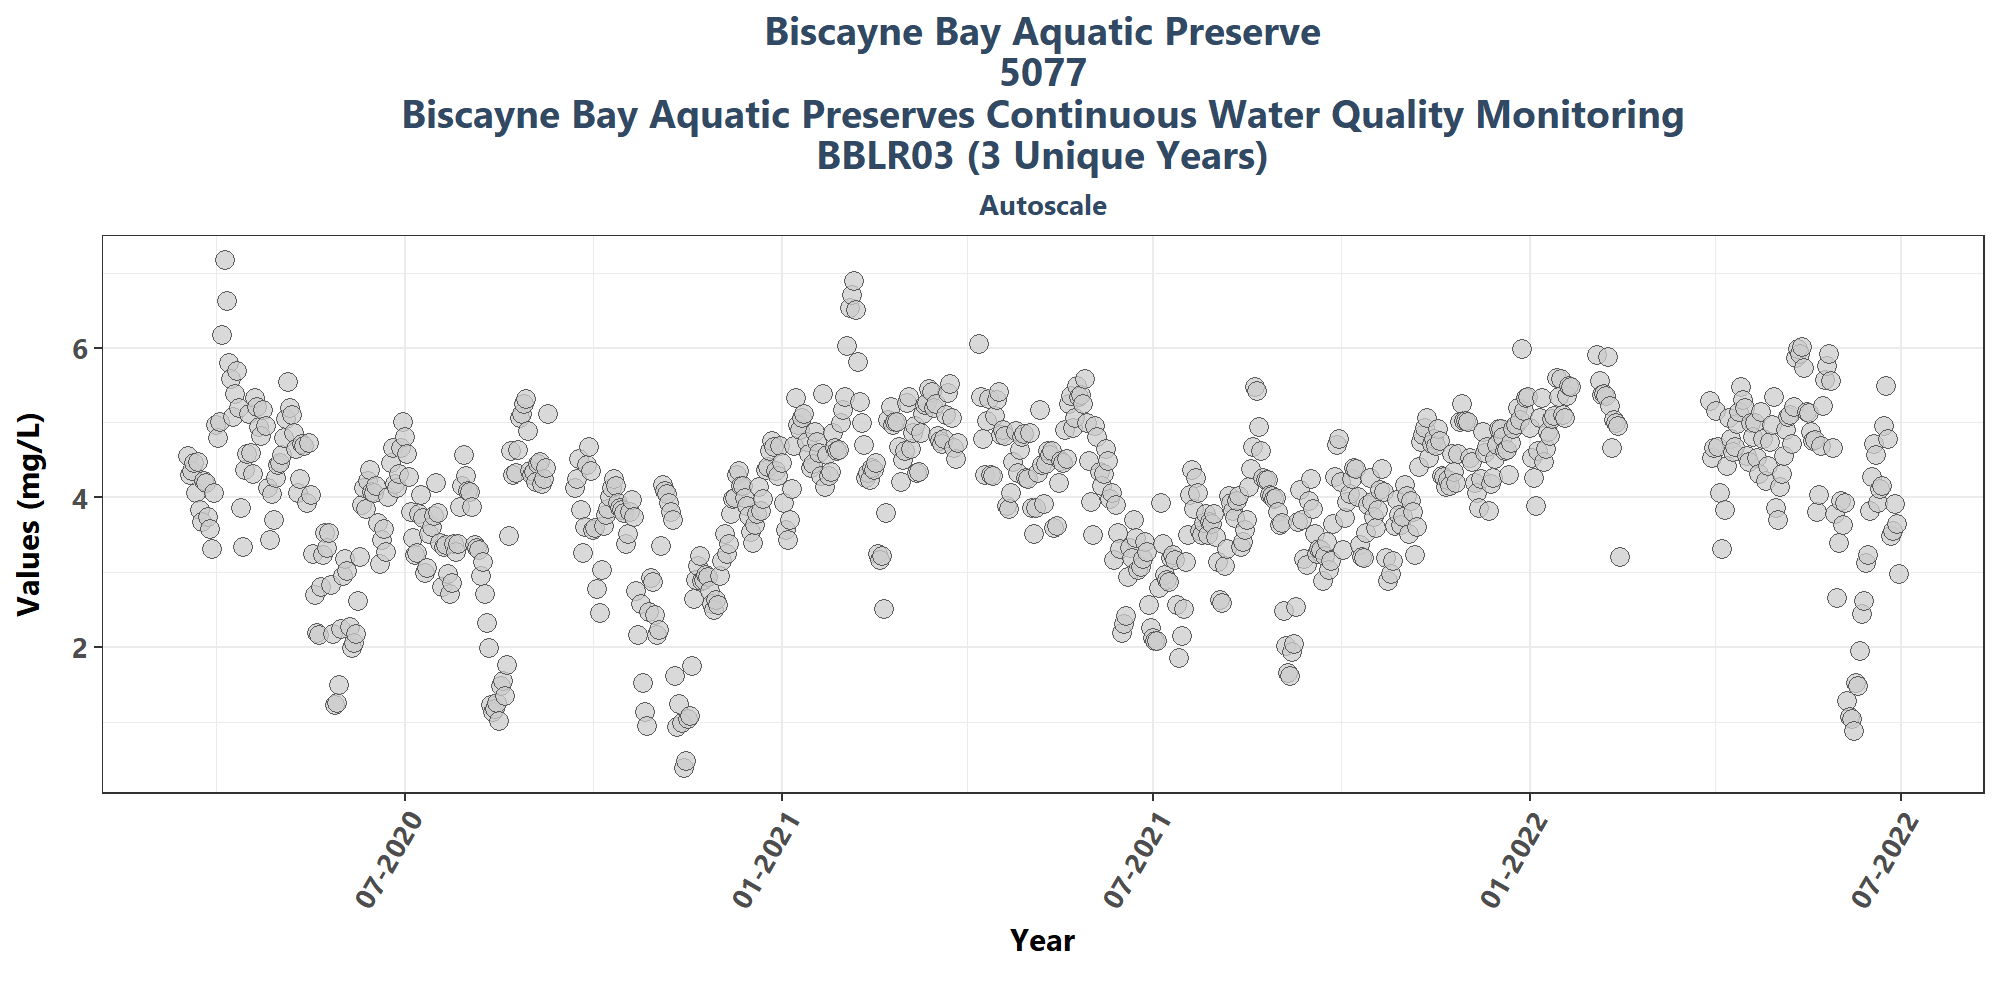 Biscayne Bay Aquatic Preserve
5077
Biscayne Bay Aquatic Preserves Continuous Water Quality Monitoring
BBLR03 (3 Unique Years)
Autoscale
Values (mg/L)
6
4
2
07-2020
01-2021
07-2021
01-2022
07-2022
Year